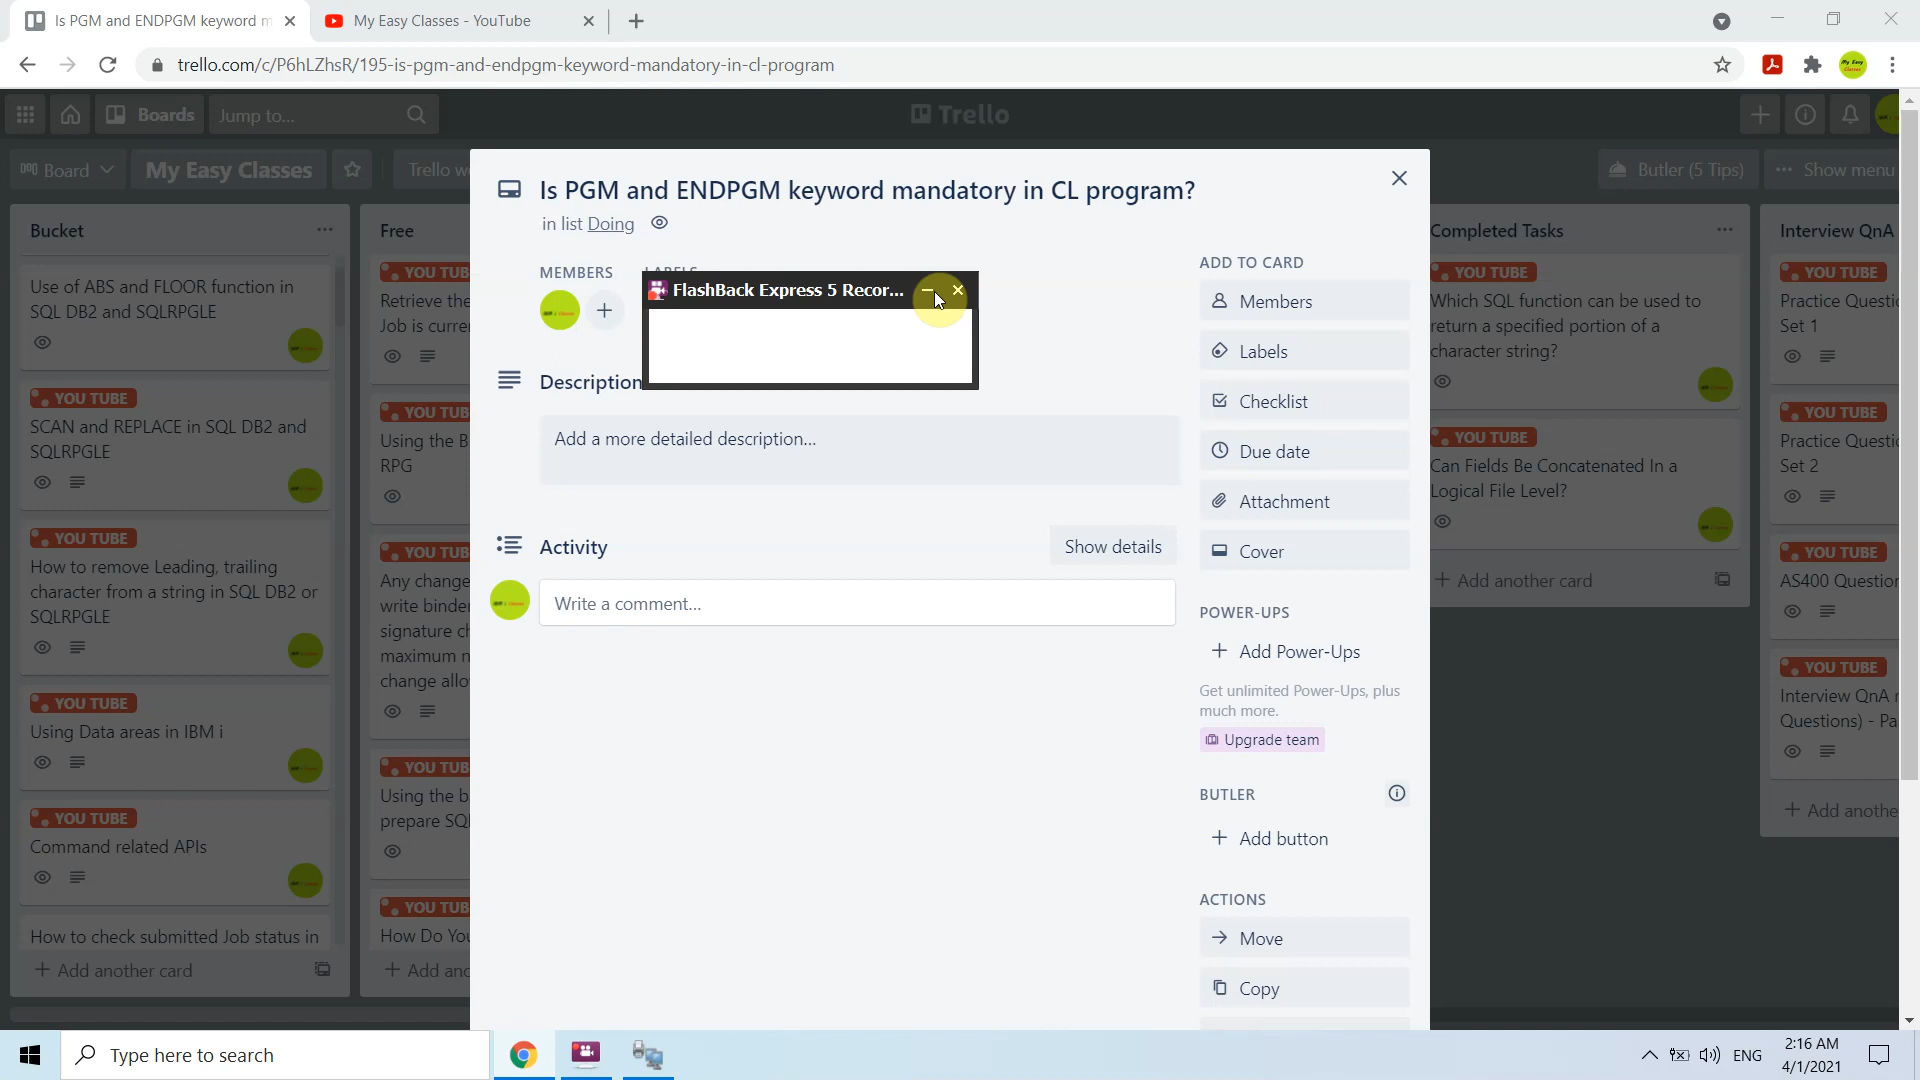 Is PGM and ENDPGM keyword m
My Easy Classes - YouTube
trello.com/c/P6hLZhsR/195-is-pgm-and-endpgm-keyword-mandatory-in-cl-program
Boards
Jump to...
Trello
Board
My Easy Classes
Trello w
Butler (5 Tips)
Show menu
Bucket
Use of ABS and FLOOR function in
SQL DB2 and SQLRPGLE
YOU TUBE
SCAN and REPLACE in SQL DB2 and
SQLRPGLE
YOU TUBE
How to remove Leading, trailing
character from a string in SQL DB2 or
SQLRPGLE
YOU TUBE
Using Data areas in IBM i
YOU TUBE
Command related APIs
How to check submitted Job status in
Add another card
Free
YOU TUB
Retrieve the
Job is curre
YOU TUB
Using the B
RPG
YOU TUB
Any change
write binde
signature ch
maximum n
change allo
YOU TUB
Using the b
prepare SQ
YOU TUB
How Do You
Add an
Is PGM and ENDPGM keyword mandatory in CL program?
in list Doing
MEMBERS
LABELS
FlashBack Express 5 Recor...
Description
Add a more detailed description...
Activity
Show details
Write a comment...
ADD TO CARD
Members
Labels
Checklist
Due date
Attachment
Cover
POWER-UPS
Add Power-Ups
Get unlimited Power-Ups, plus
much more.
Upgrade team
BUTLER
Add button
ACTIONS
Move
Copy
Completed Tasks
YOU TUBE
Which SQL function can be used to
return a specified portion of a
character string?
YOU TUBE
Can Fields Be Concatenated In a
Logical File Level?
Add another card
Interview QnA
YOU TUBE
Practice Questi
Set 1
YOU TUBE
Practice Questi
Set 2
YOU TUBE
AS400 Question
YOU TUBE
Interview QnA
Questions) - Pa
Add anothe
Type here to search
ENG
2:16 AM
4/1/2021